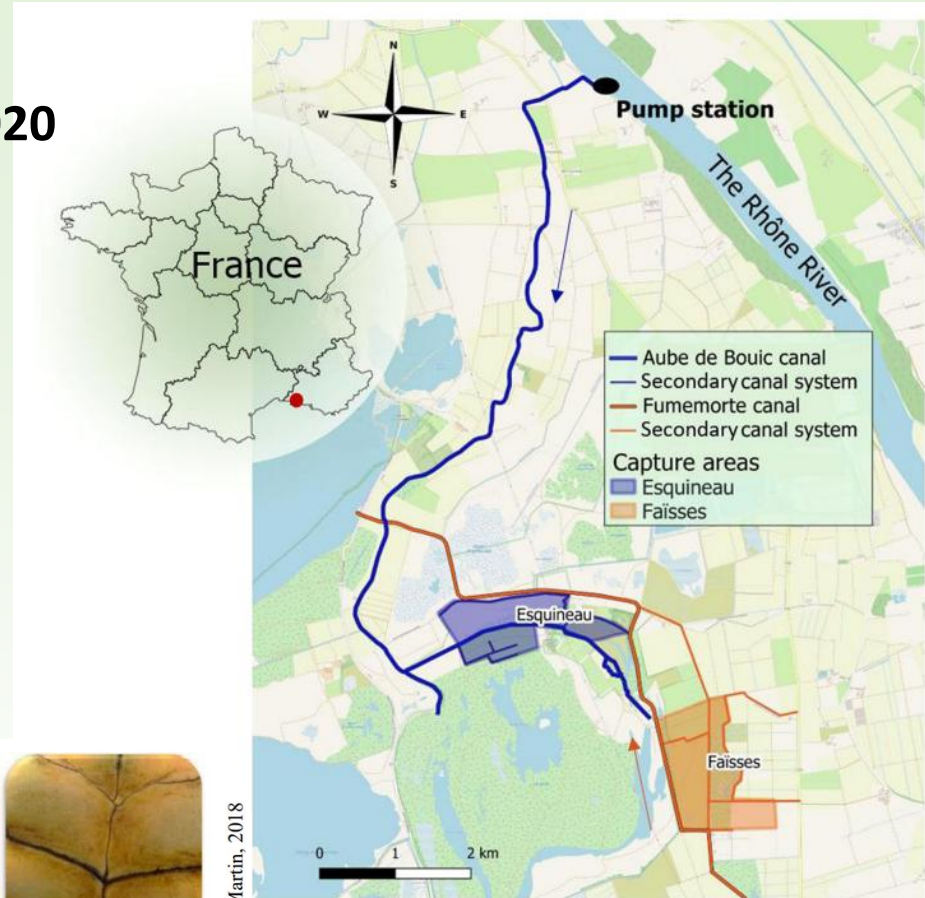 020
N
W
E
S
Pump station
The Rhône River
France
Aube de Bouic canal
Secondary canal system
Fumemorte canal
Secondary canal system
Capture areas
Esquineau
Faïsses
Esquineau
Faïsses
0 1 2 km
Martin, 2018